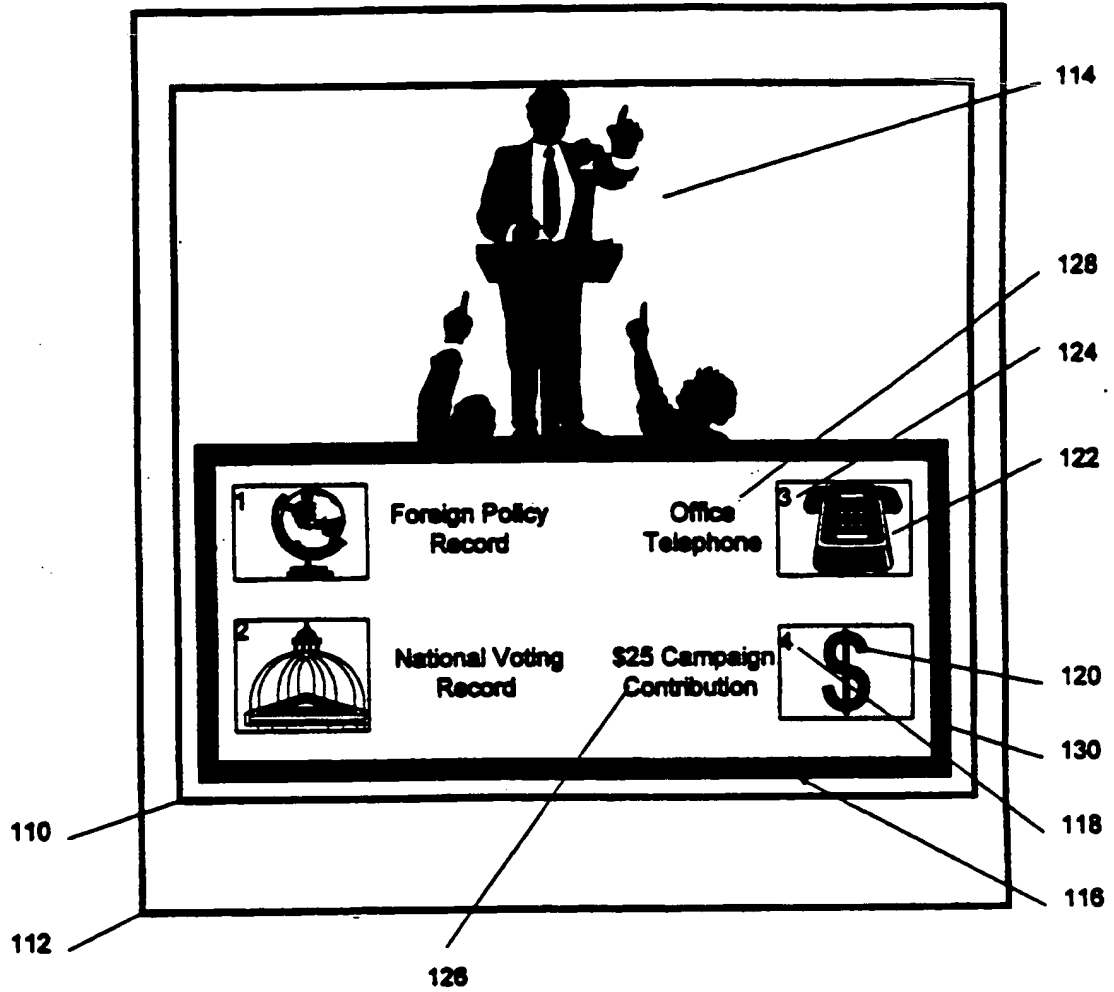 114
128
124
1
Foreign Policy
Record
Office
Telephone
3
122
2
National Voting
Record
$25 Campaign
Contribution
4
120
130
110
118
116
112
126